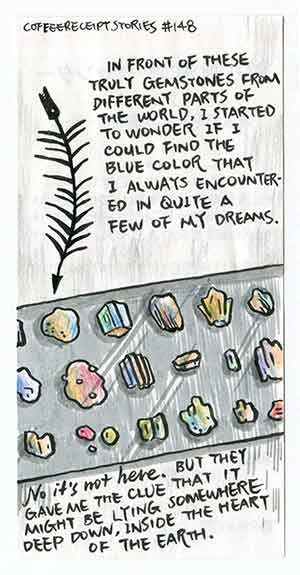 COFFEERECEIPTSTORIES #148
IN FRONT OF THESE
TRULY GEMSTONES FROM
DIFFERENT PARTS OF
THE WORLD, I STARTED
TO WONDER IF I
COULD FIND THE
BLUE COLOR THAT
I ALWAYS ENCOUNTER-
ED IN QUITE A
FEW OF MY DREAMS.
No it's not here. BUT THEY
GAVE ME THE CLUE THAT IT
MIGHT BE LYING SOMEWHERE
DEEP DOWN, INSIDE THE HEART
OF THE EARTH.